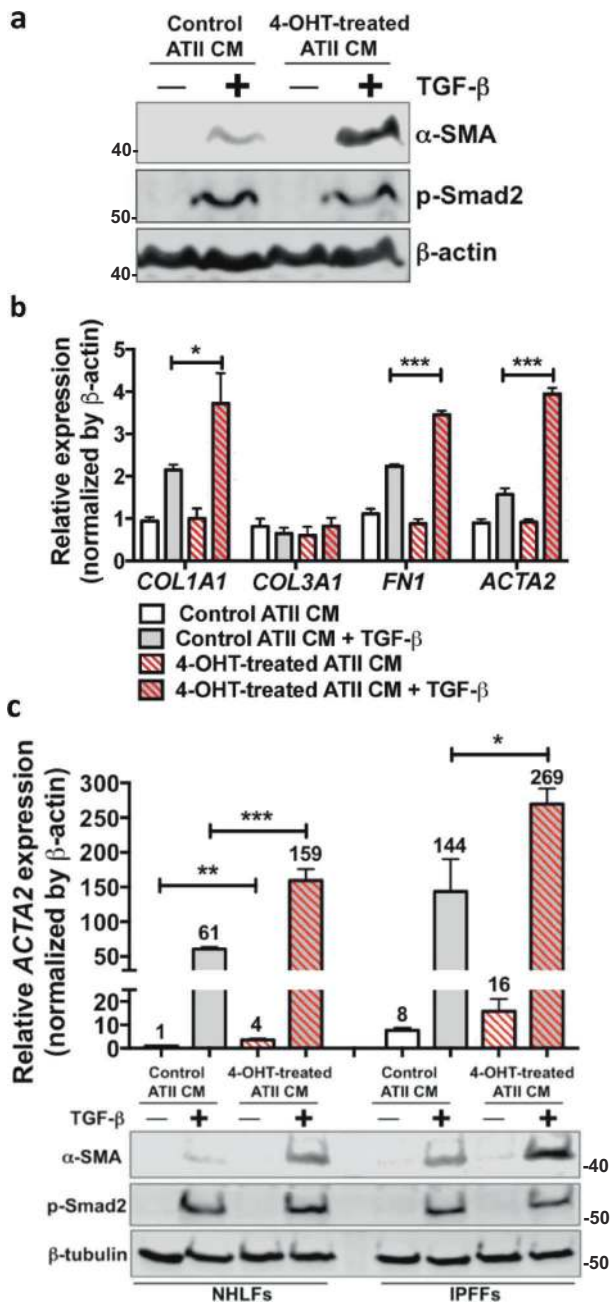 a
Control 4-OHT-treated
ATII CM ATII CM
— + — + TGF-β
40- α-SMA
50- p-Smad2
40- β-actin
b
Relative expression
(normalized by β-actin)
5
4
3
2
1
0
* *** ***
COL1A1 COL3A1 FN1 ACTA2
Control ATII CM
Control ATII CM + TGF-β
4-OHT-treated ATII CM
4-OHT-treated ATII CM + TGF-β
c
Relative ACTA2 expression
(normalized by β-actin)
300
250
200
150
100
50
20
10
0
** *** *
1 61 4 159 8 144 16 269
Control 4-OHT-treated Control 4-OHT-treated
ATII CM ATII CM ATII CM ATII CM
TGF-β — + — + — + — +
α-SMA -40
p-Smad2 -50
β-tubulin -50
NHLFs IPFFs